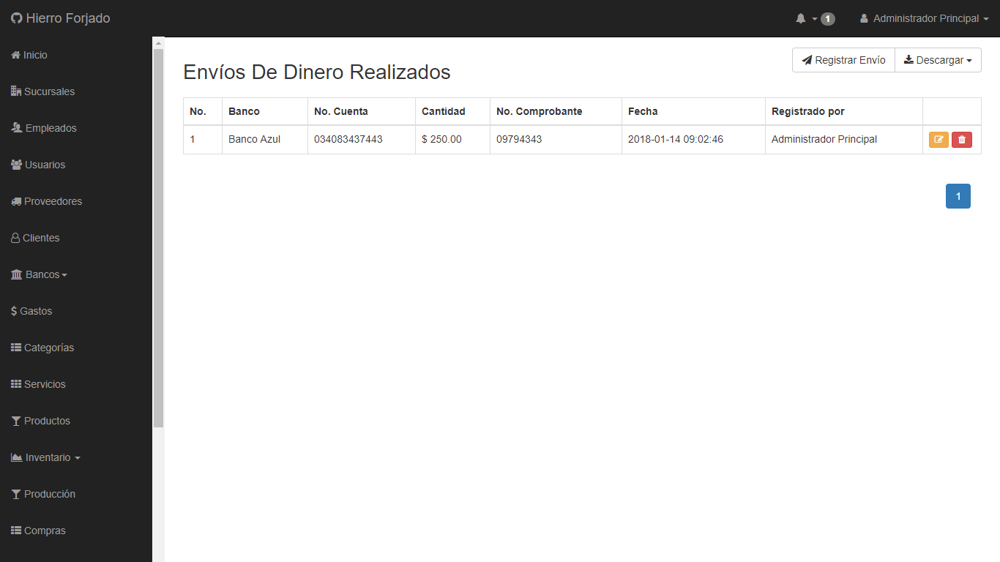 Hierro Forjado
1
Administrador Principal
Inicio
Sucursales
Empleados
Usuarios
Proveedores
Clientes
Bancos
$ Gastos
Categorías
Servicios
Productos
Inventario
Producción
Compras
Registrar Envío
Descargar
Envíos De Dinero Realizados
No. Banco No. Cuenta Cantidad No. Comprobante Fecha Registrado por
1 Banco Azul 034083437443 $ 250.00 09794343 2018-01-14 09:02:46 Administrador Principal
1